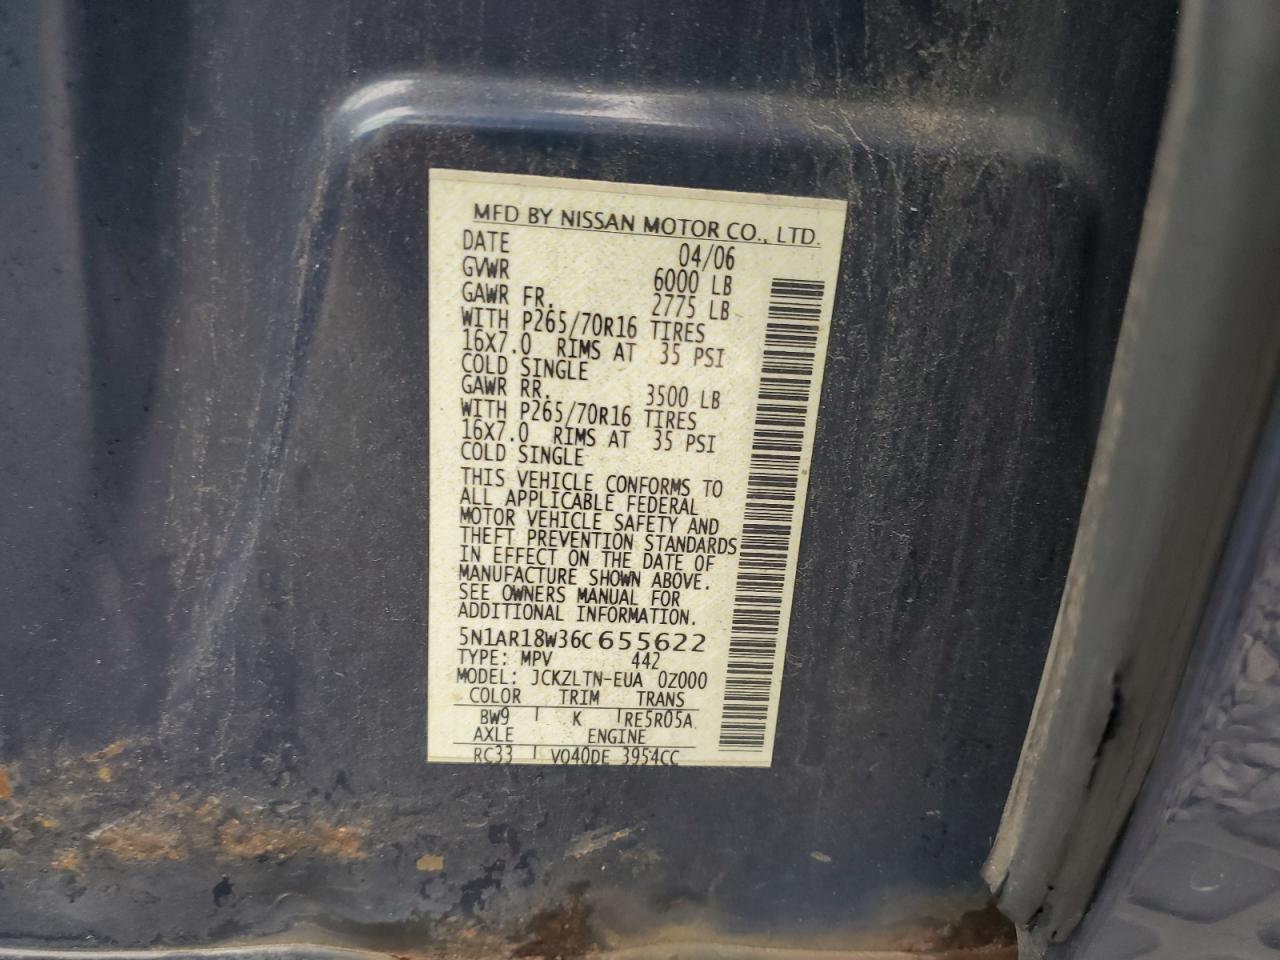 MFD BY NISSAN MOTOR CO., LTD.
DATE 04/06
GVWR 6000 LB
GAWR FR. 2775 LB
WITH P265/70R16 TIRES
16X7.0 RIMS AT 35 PSI
COLD SINGLE
GAWR RR. 3500 LB
WITH P265/70R16 TIRES
16X7.0 RIMS AT 35 PSI
COLD SINGLE
THIS VEHICLE CONFORMS TO
ALL APPLICABLE FEDERAL
MOTOR VEHICLE SAFETY AND
THEFT PREVENTION STANDARDS
IN EFFECT ON THE DATE OF
MANUFACTURE SHOWN ABOVE.
SEE OWNERS MANUAL FOR
ADDITIONAL INFORMATION.
5N1AR18W36C655622
TYPE: MPV 442
MODEL: JCKZLTN-EUA 0Z000
COLOR TRIM TRANS
BW9 K RE5R05A
AXLE ENGINE
RC33 VQ40DE 3954CC